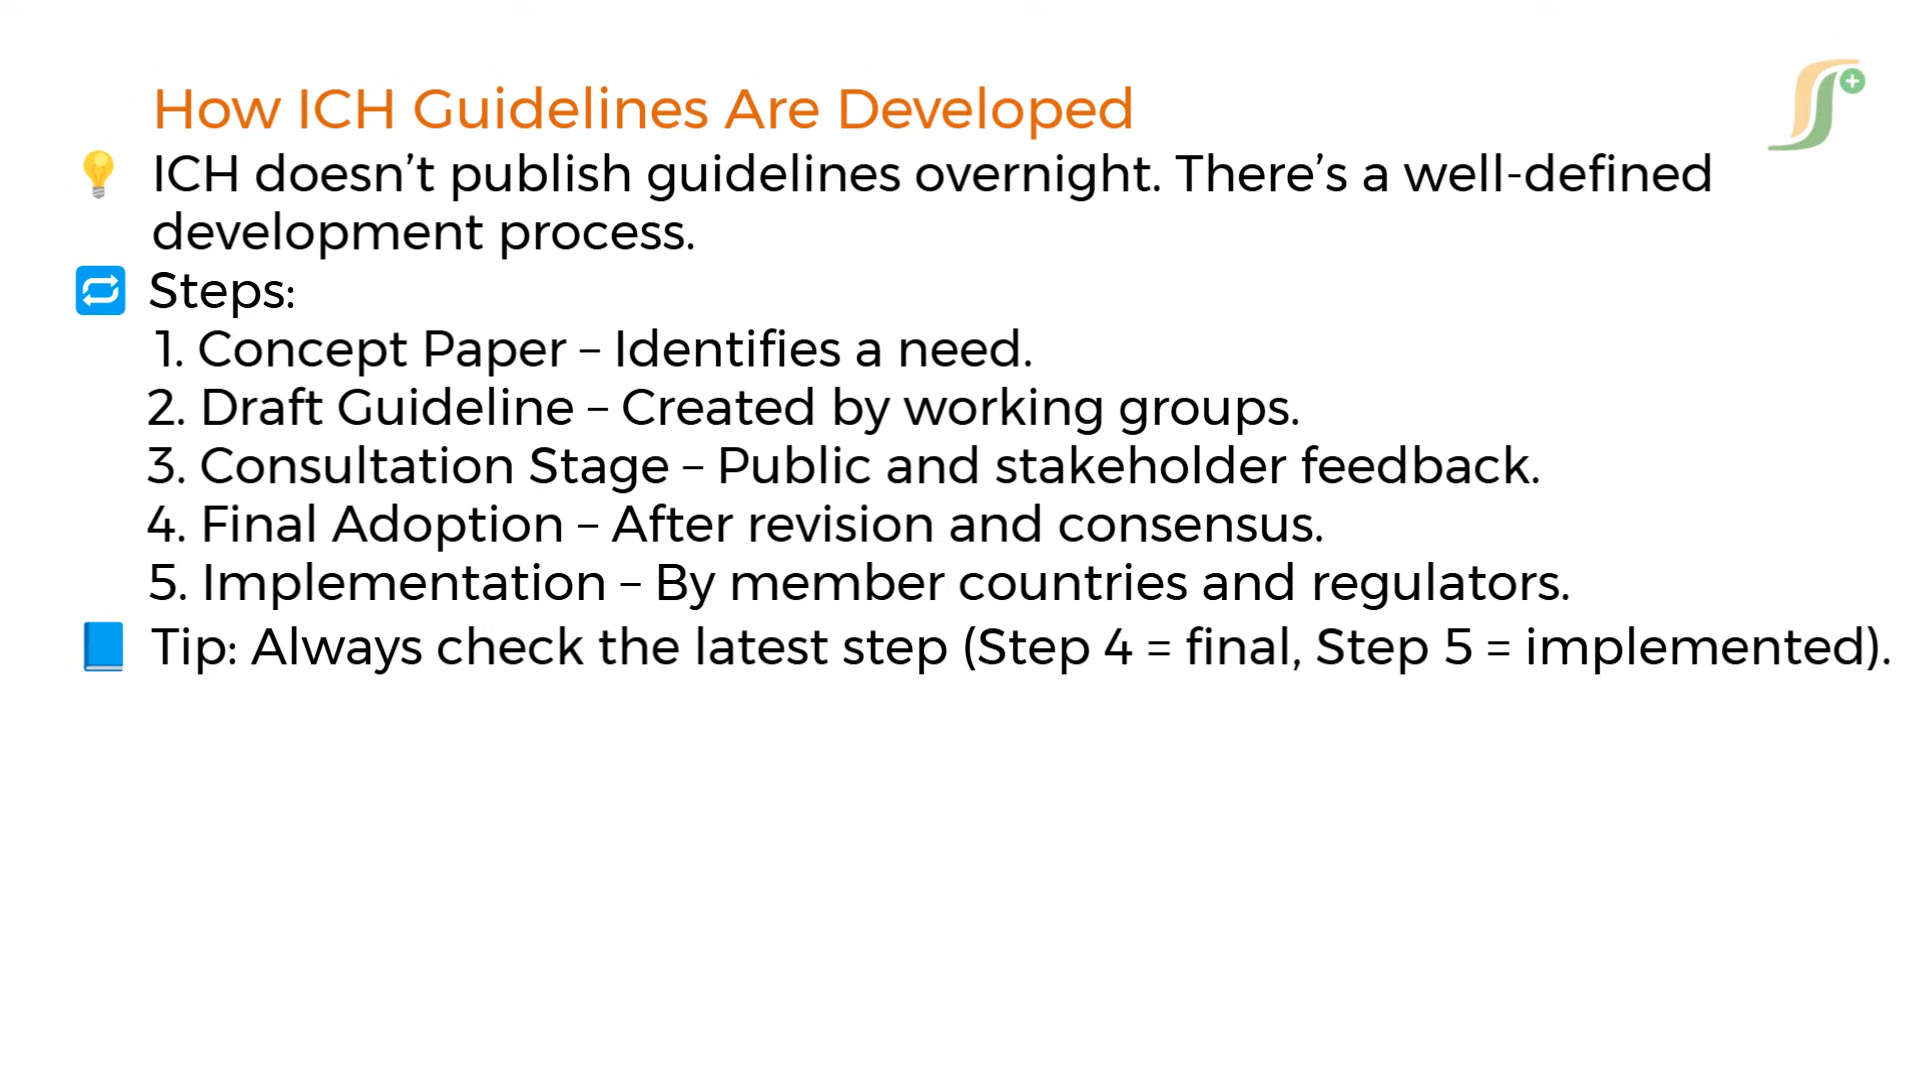 How ICH Guidelines Are Developed
💡 ICH doesn’t publish guidelines overnight. There’s a well-defined
development process.
🔁 Steps:
1. Concept Paper – Identifies a need.
2. Draft Guideline – Created by working groups.
3. Consultation Stage – Public and stakeholder feedback.
4. Final Adoption – After revision and consensus.
5. Implementation – By member countries and regulators.
📘 Tip: Always check the latest step (Step 4 = final, Step 5 = implemented).